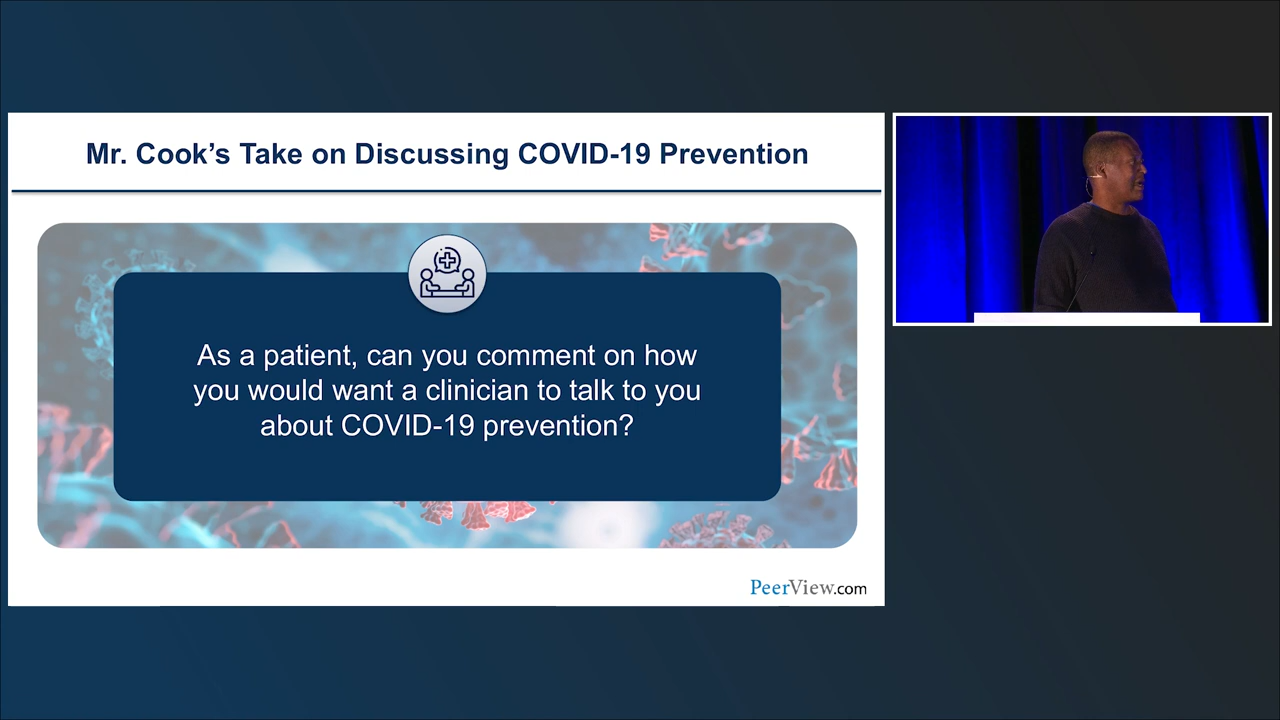 Mr. Cook’s Take on Discussing COVID-19 Prevention
As a patient, can you comment on how
you would want a clinician to talk to you
about COVID-19 prevention?
PeerView.com